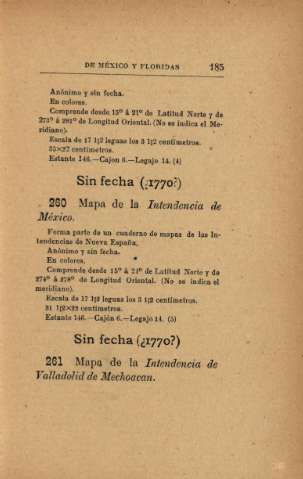 DE MÉXICO Y FLORIDAS 185
Anónimo y sin fecha.
En colores.
Comprende desde 15° á 21° de Latitud Norte y de
273° á 282° de Longitud Oriental. (No se indica el Me-
ridiano).
Escala de 17 1|2 leguas los 3 1|2 centímetros.
35×27 centímetros.
Estante 146.—Cajon 6.—Legajo 14. (4)
Sin fecha (¿1770?)
260 Mapa de la Intendencia de
México.
Forma parte de un cuaderno de mapas de las In-
tendencias de Nueva España,
Anónimo y sin fecha.
En colores.
Comprende desde 15° á 21° de Latitud Norte y de
274° á 278° de Longitud Oriental. (No se indica el
meridiano).
Escala de 17 1|2 leguas los 3 1|2 centímetros.
31 1|2×23 centímetros.
Estante 146.—Cajón 6.—Legajo 14. (5)
Sin fecha (¿1770?)
261 Mapa de la Intendencia de
Valladolid de Mechoacan.